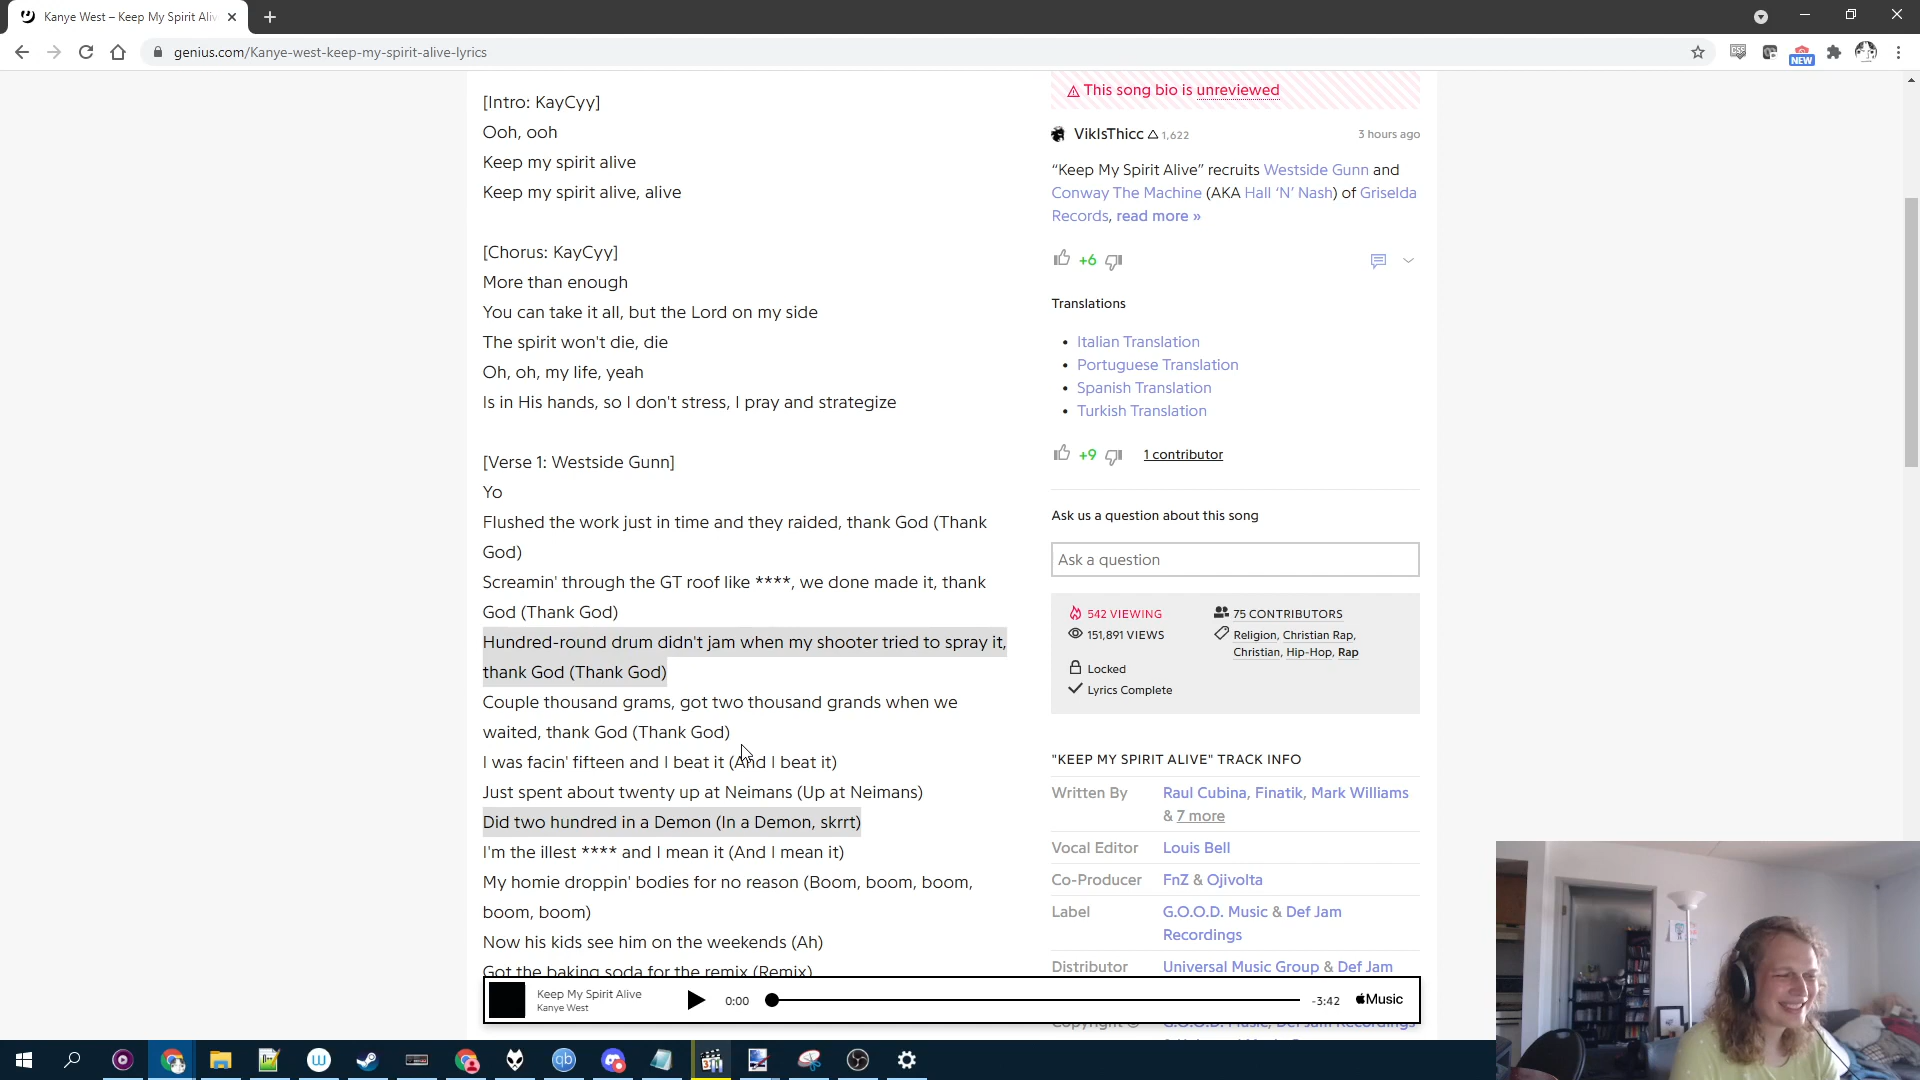 Kanye West – Keep My Spirit Aliv
genius.com/Kanye-west-keep-my-spirit-alive-lyrics
NEW
[Intro: KayCyy]
Ooh, ooh
Keep my spirit alive
Keep my spirit alive, alive
[Chorus: KayCyy]
More than enough
You can take it all, but the Lord on my side
The spirit won't die, die
Oh, oh, my life, yeah
Is in His hands, so I don't stress, I pray and strategize
[Verse 1: Westside Gunn]
Yo
Flushed the work just in time and they raided, thank God (Thank
God)
Screamin' through the GT roof like ****, we done made it, thank
God (Thank God)
Hundred-round drum didn't jam when my shooter tried to spray it,
thank God (Thank God)
Couple thousand grams, got two thousand grands when we
waited, thank God (Thank God)
I was facin' fifteen and I beat it (And I beat it)
Just spent about twenty up at Neimans (Up at Neimans)
Did two hundred in a Demon (In a Demon, skrrt)
I'm the illest **** and I mean it (And I mean it)
My homie droppin' bodies for no reason (Boom, boom, boom,
boom, boom)
Now his kids see him on the weekends (Ah)
Got the baking soda for the remix (Remix)
This song bio is unreviewed
VikIsThicc 1,622
3 hours ago
“Keep My Spirit Alive” recruits Westside Gunn and
Conway The Machine (AKA Hall ‘N’ Nash) of Griselda
Records, read more »
+6
Translations
• Italian Translation
• Portuguese Translation
• Spanish Translation
• Turkish Translation
+9
1 contributor
Ask us a question about this song
Ask a question
542 VIEWING
151,891 VIEWS
Locked
Lyrics Complete
75 CONTRIBUTORS
Religion, Christian Rap,
Christian, Hip-Hop, Rap
"KEEP MY SPIRIT ALIVE" TRACK INFO
Written By Raul Cubina, Finatik, Mark Williams
& 7 more
Vocal Editor Louis Bell
Co-Producer FnZ & Ojivolta
Label G.O.O.D. Music & Def Jam
Recordings
Distributor Universal Music Group & Def Jam
Copyright © G.O.O.D. Music, Def Jam Recordings
Keep My Spirit Alive
Kanye West
0:00
-3:42
Music